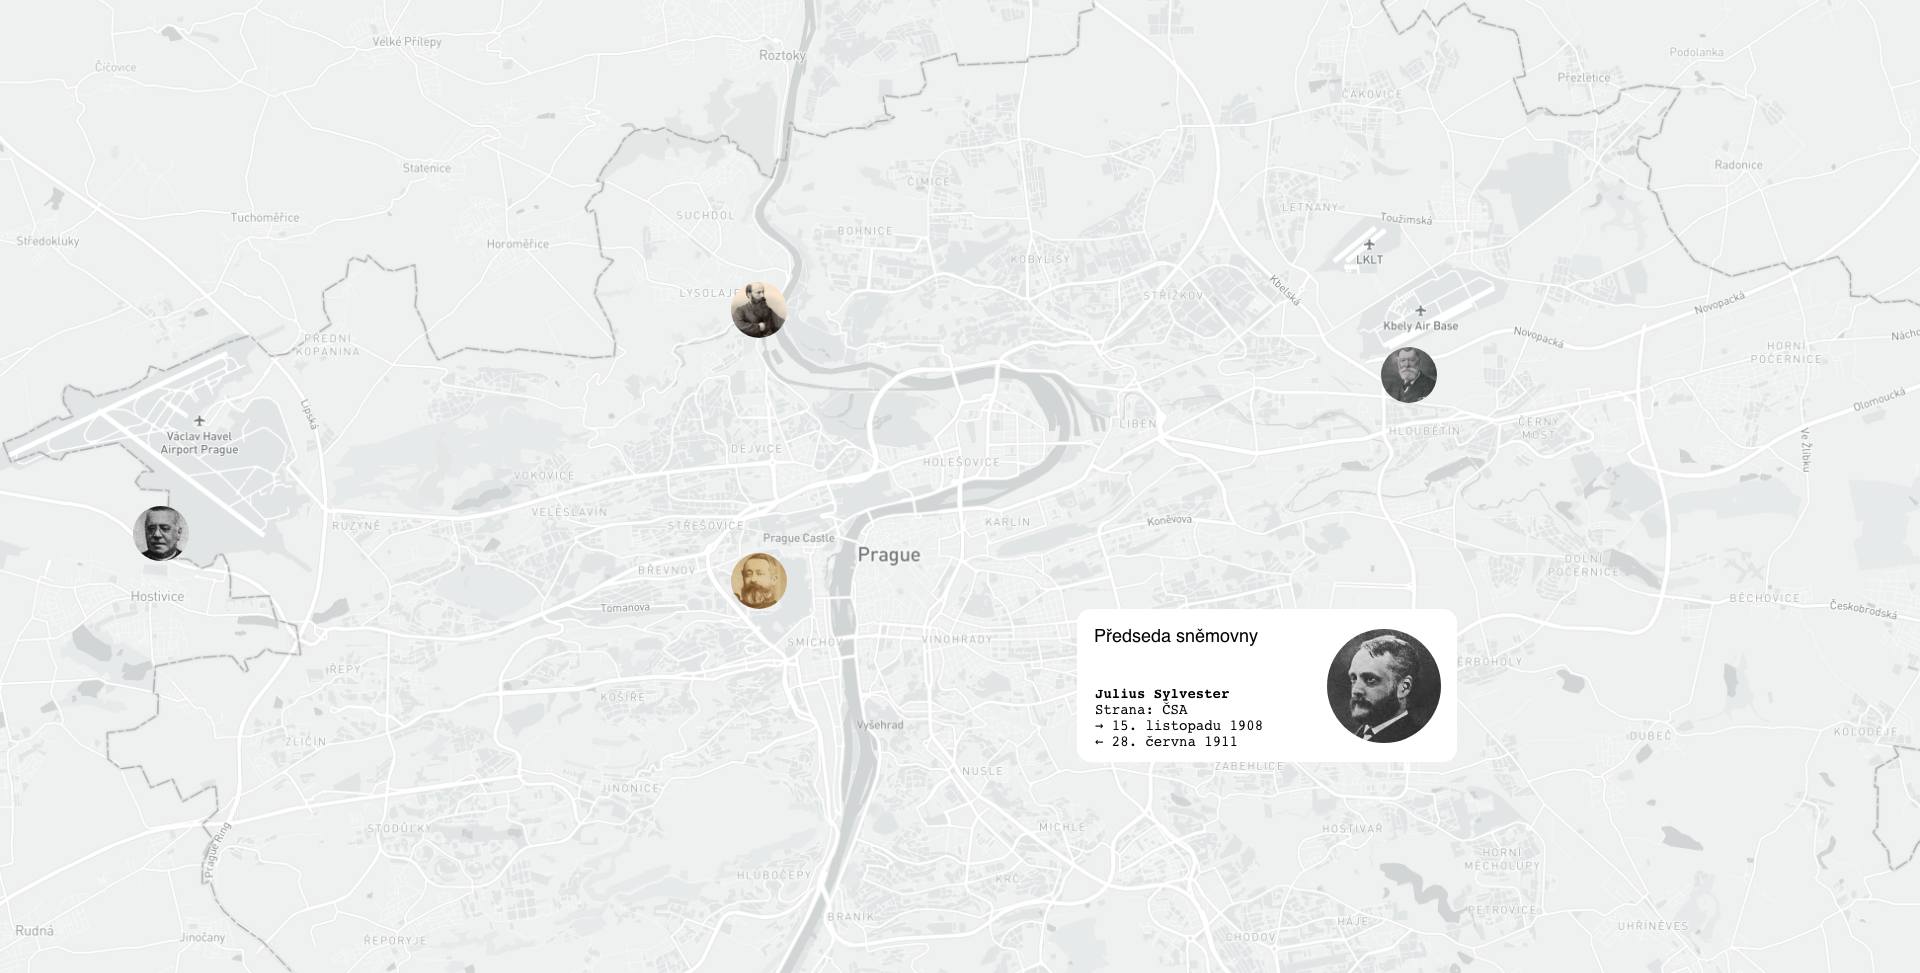 Velké Přílepy
Roztoky
Podolanka
Číčovice
Přezletice
ČAKOVICE
Statenice
Radonice
ČIMICE
SUCHDOL
LETŇANY
Tuchoměřice
Toužimská
BOHNICE
Středokluky
Horoměřice
LKLT
KOBYLISY
Kbelská
LYSOLAJE
STŘÍŽKOV
Novopacká
Kbely Air Base
Novopacká
Nácho
PŘEDNÍ
KOPANINA
HORNÍ
POČERNICE
Lipská
Olomoucká
Václav Havel
Airport Prague
LIBEŇ
HLOUBĚTÍN
ČERNÝ
MOST
Ve Žlíbku
DEJVICE
HOLEŠOVICE
VOKOVICE
VELESLAVÍN
RUZYNĚ
STŘEŠOVICE
KARLÍN
Koněvova
Prague Castle
Prague
BŘEVNOV
DOLNÍ
POČERNICE
Hostivice
Tomanova
BĚCHOVICE
Českobrodská
SMÍCHOV
VINOHRADY
Předseda sněmovny
Julius Sylvester
Strana: ČSA
→ 15. listopadu 1908
← 28. června 1911
ĚRBOHOLY
ŘEPY
KOŠÍŘE
Vyšehrad
ZLIČÍN
DUBEČ
KOLODĚJE
ZÁBĚHLICE
NUSLE
JINONICE
STODŮLKY
Prague Ring
MICHLE
HOSTIVAŘ
HORNÍ
MĚCHOLUPY
HLUBOČEPY
KRČ
PETROVICE
BRANÍK
HÁJE
UHŘÍNĚVES
Rudná
Jinočany
ŘEPORYJE
CHODOV